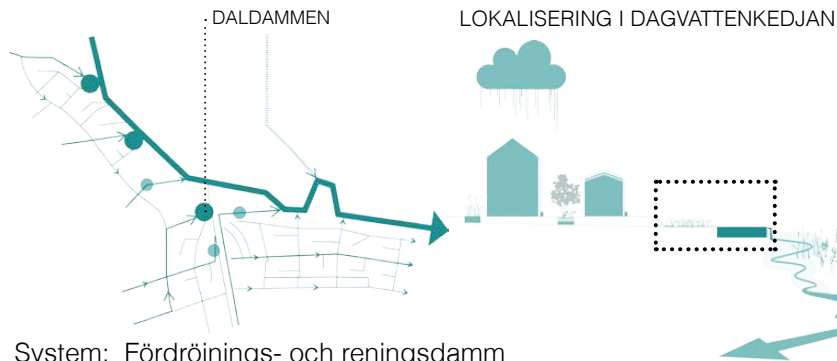 DALDAMMEN
LOKALISERING I DAGVATTENKEDJAN
System: Fördröjnings- och reningsdamm